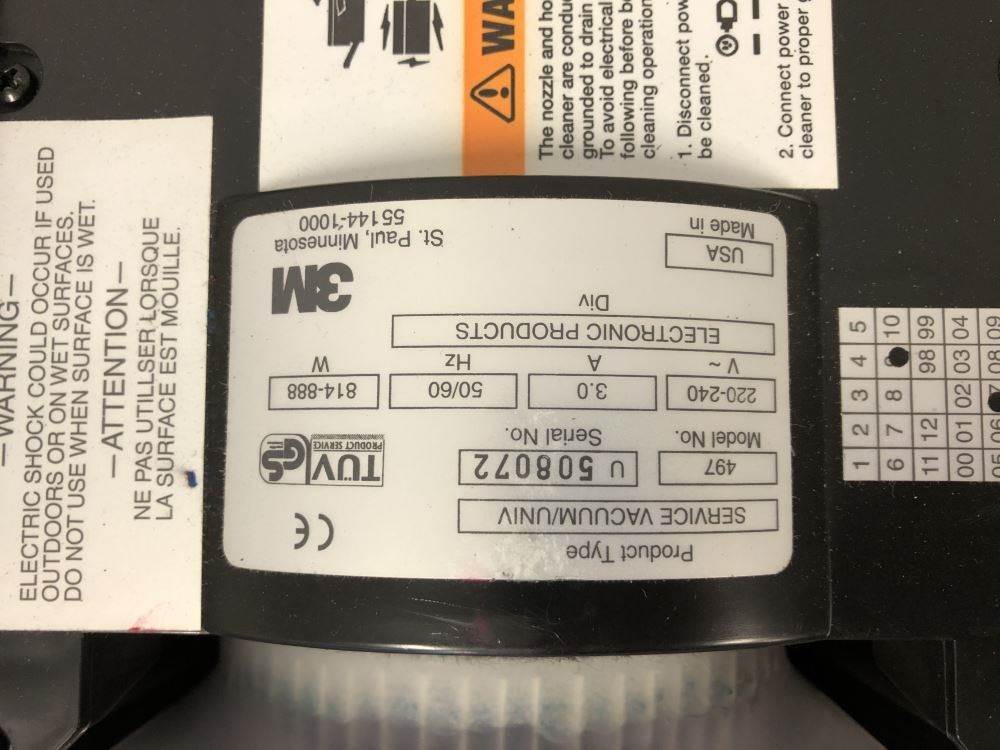 —WARNING—
ELECTRIC SHOCK COULD OCCUR IF USED
OUTDOORS OR ON WET SURFACES.
DO NOT USE WHEN SURFACE IS WET.
—ATTENTION—
NE PAS UTILLSER LORSQUE
LA SURFACE EST MOUILLE.
WA
The nozzle and ho
cleaner are condu
grounded to drain
To avoid electrical
following before be
cleaning operation
1. Disconnect pow
be cleaned.
2. Connect power
cleaner to proper g
Product Type
SERVICE VACUUM/UNIV
CE
497
U 508072
Model No.
Serial No.
TÜV
PRODUCT SERVICE
GS
220-240
3.0
50/60
814-888
V ~
A
Hz
W
ELECTRONIC PRODUCTS
Div
3M
USA
Made in
St. Paul, Minnesota
55144-1000
1 2 3 4 5
6 7 8 10
11 12 98 99
00 01 02 03 04
05 06 08 09